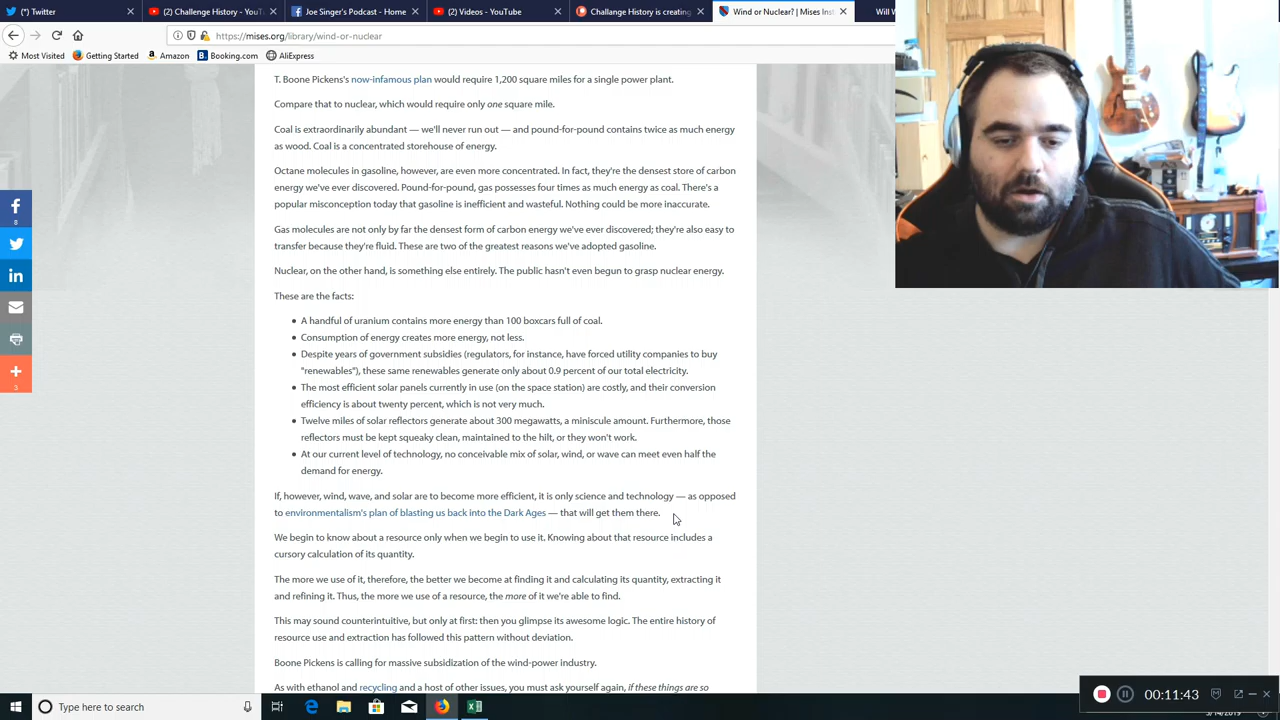 (2) Twitter
(2) Challange History - YouTu
Joe Singer's Podcast - Home
(2) Videos - YouTube
Challange History is creating
Wind or Nuclear? | Mises Inst
Will W
https://mises.org/library/wind-or-nuclear
Most Visited
Getting Started
Amazon
Booking.com
AliExpress
T. Boone Pickens's now-infamous plan would require 1,200 square miles for a single power plant.
Compare that to nuclear, which would require only one square mile.
Coal is extraordinarily abundant — we'll never run out — and pound-for-pound contains twice as much energy
as wood. Coal is a concentrated storehouse of energy.
Octane molecules in gasoline, however, are even more concentrated. In fact, they're the densest store of carbon
energy we've ever discovered. Pound-for-pound, gas possesses four times as much energy as coal. There's a
popular misconception today that gasoline is inefficient and wasteful. Nothing could be more inaccurate.
Gas molecules are not only by far the densest form of carbon energy we've ever discovered; they're also easy to
transfer because they're fluid. These are two of the greatest reasons we've adopted gasoline.
Nuclear, on the other hand, is something else entirely. The public hasn't even begun to grasp nuclear energy.
These are the facts:
A handful of uranium contains more energy than 100 boxcars full of coal.
Consumption of energy creates more energy, not less.
Despite years of government subsidies (regulators, for instance, have forced utility companies to buy
"renewables"), these same renewables generate only about 0.9 percent of our total electricity.
The most efficient solar panels currently in use (on the space station) are costly, and their conversion
efficiency is about twenty percent, which is not very much.
Twelve miles of solar reflectors generate about 300 megawatts, a miniscule amount. Furthermore, those
reflectors must be kept squeaky clean, maintained to the hilt, or they won't work.
At our current level of technology, no conceivable mix of solar, wind, or wave can meet even half the
demand for energy.
If, however, wind, wave, and solar are to become more efficient, it is only science and technology — as opposed
to environmentalism's plan of blasting us back into the Dark Ages — that will get them there.
We begin to know about a resource only when we begin to use it. Knowing about that resource includes a
cursory calculation of its quantity.
The more we use of it, therefore, the better we become at finding it and calculating its quantity, extracting it
and refining it. Thus, the more we use of a resource, the more of it we're able to find.
This may sound counterintuitive, but only at first: then you glimpse its awesome logic. The entire history of
resource use and extraction has followed this pattern without deviation.
Boone Pickens is calling for massive subsidization of the wind-power industry.
As with ethanol and recycling and a host of other issues, you must ask yourself again, if these things are so
8
3
Type here to search
00:11:43